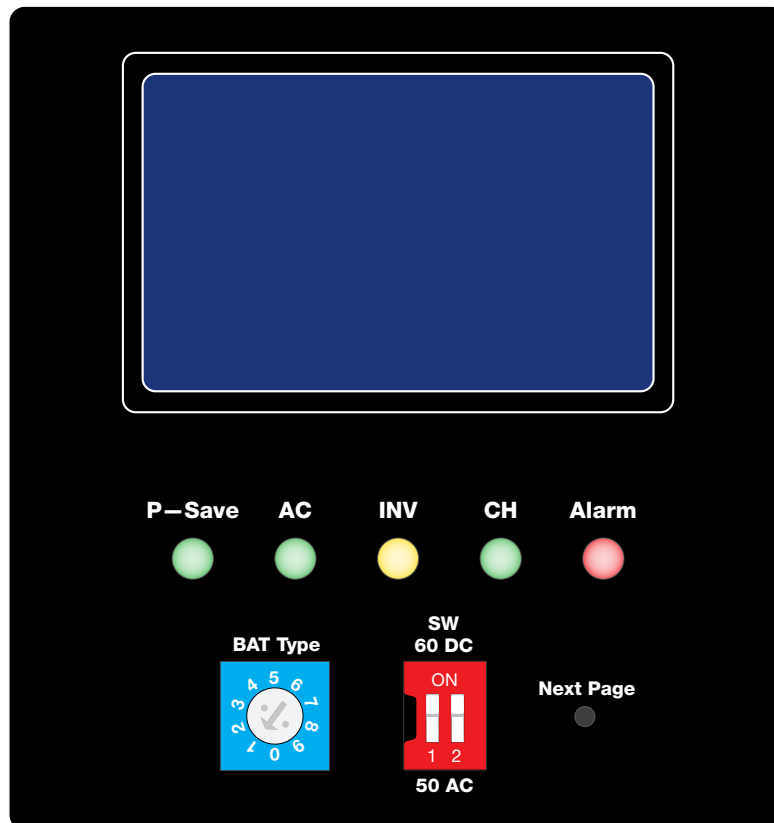 P—Save AC INV CH Alarm
BAT Type
SW
60 DC
ON
1 2
50 AC
0 1 2 3 4 5 6 7 8 9
Next Page